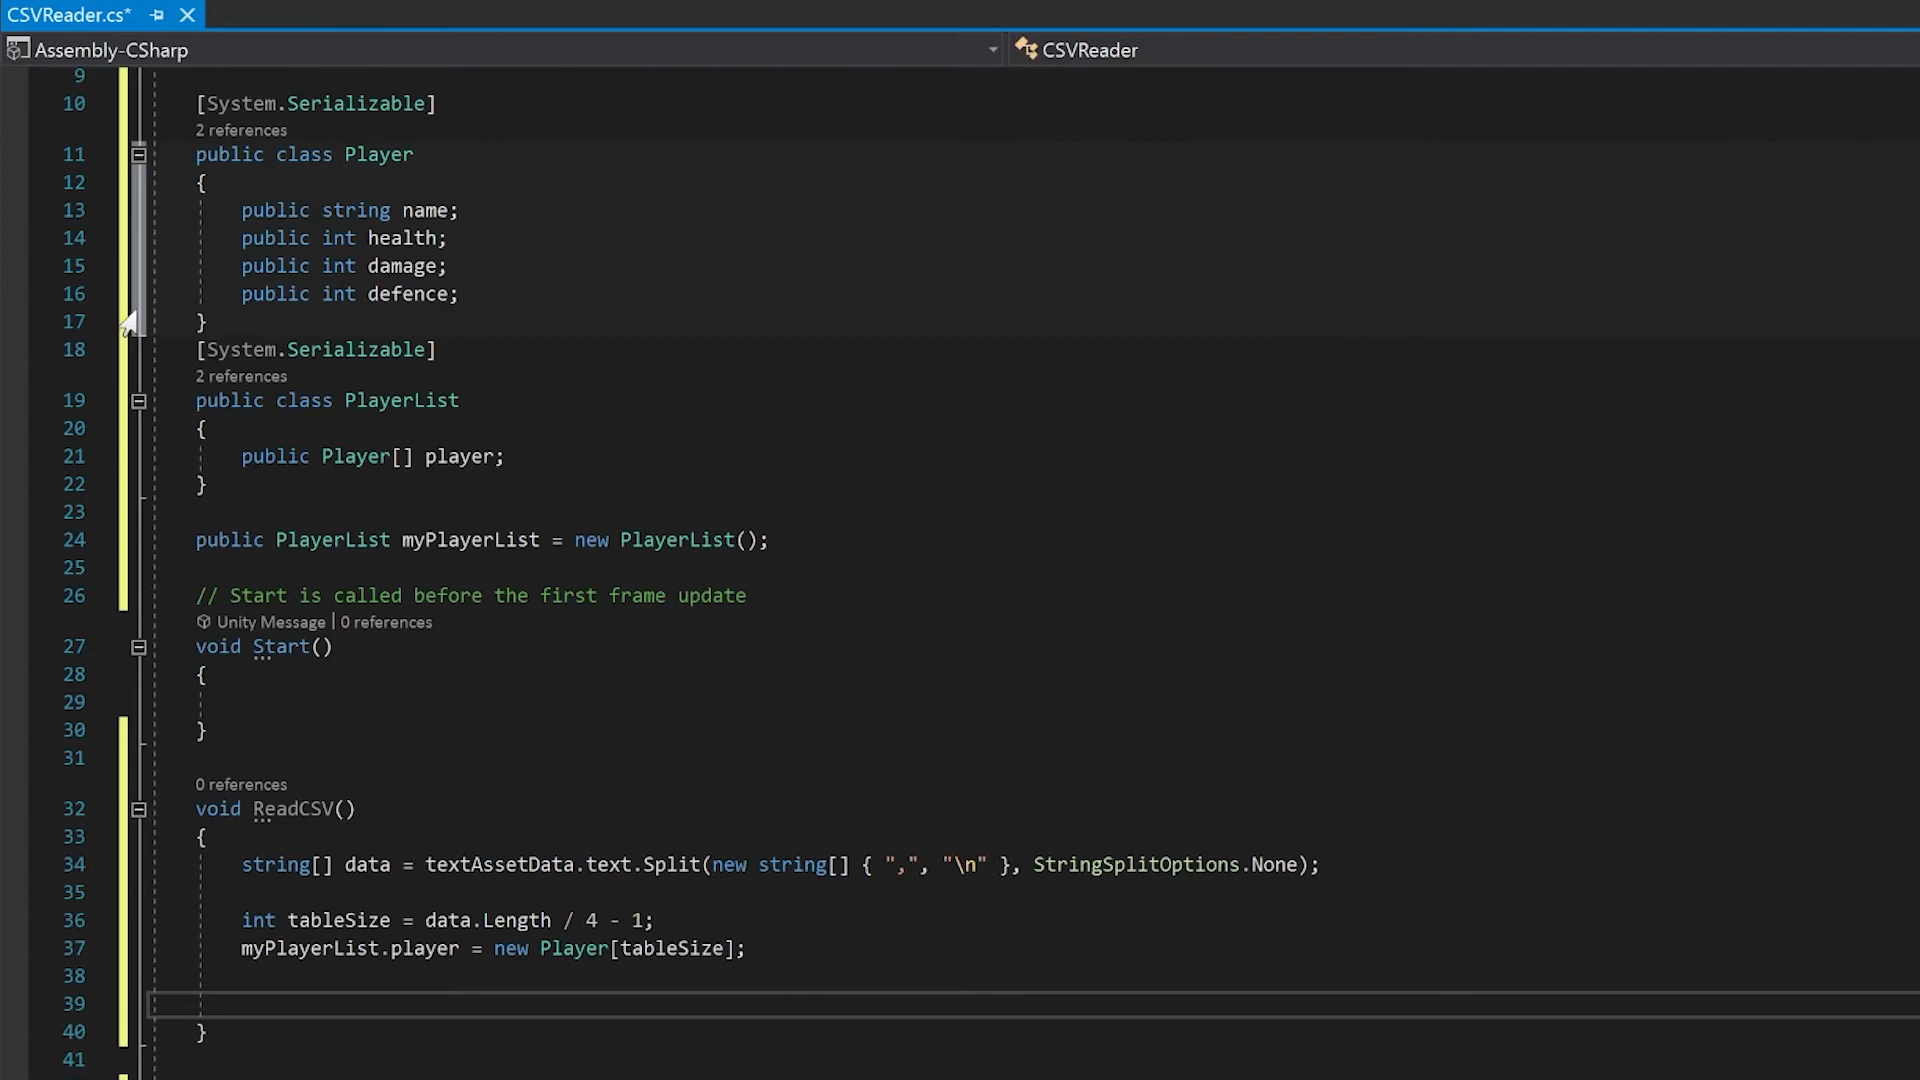 CSVReader.cs*
Assembly-CSharp
CSVReader
9
10 [System.Serializable]
2 references
11 public class Player
12 {
13 public string name;
14 public int health;
15 public int damage;
16 public int defence;
17 }
18 [System.Serializable]
2 references
19 public class PlayerList
20 {
21 public Player[] player;
22 }
23
24 public PlayerList myPlayerList = new PlayerList();
25
26 // Start is called before the first frame update
Unity Message | 0 references
27 void Start()
28 {
29
30 }
31
0 references
32 void ReadCSV()
33 {
34 string[] data = textAssetData.text.Split(new string[] { ",", "\n" }, StringSplitOptions.None);
35
36 int tableSize = data.Length / 4 - 1;
37 myPlayerList.player = new Player[tableSize];
38
39
40 }
41